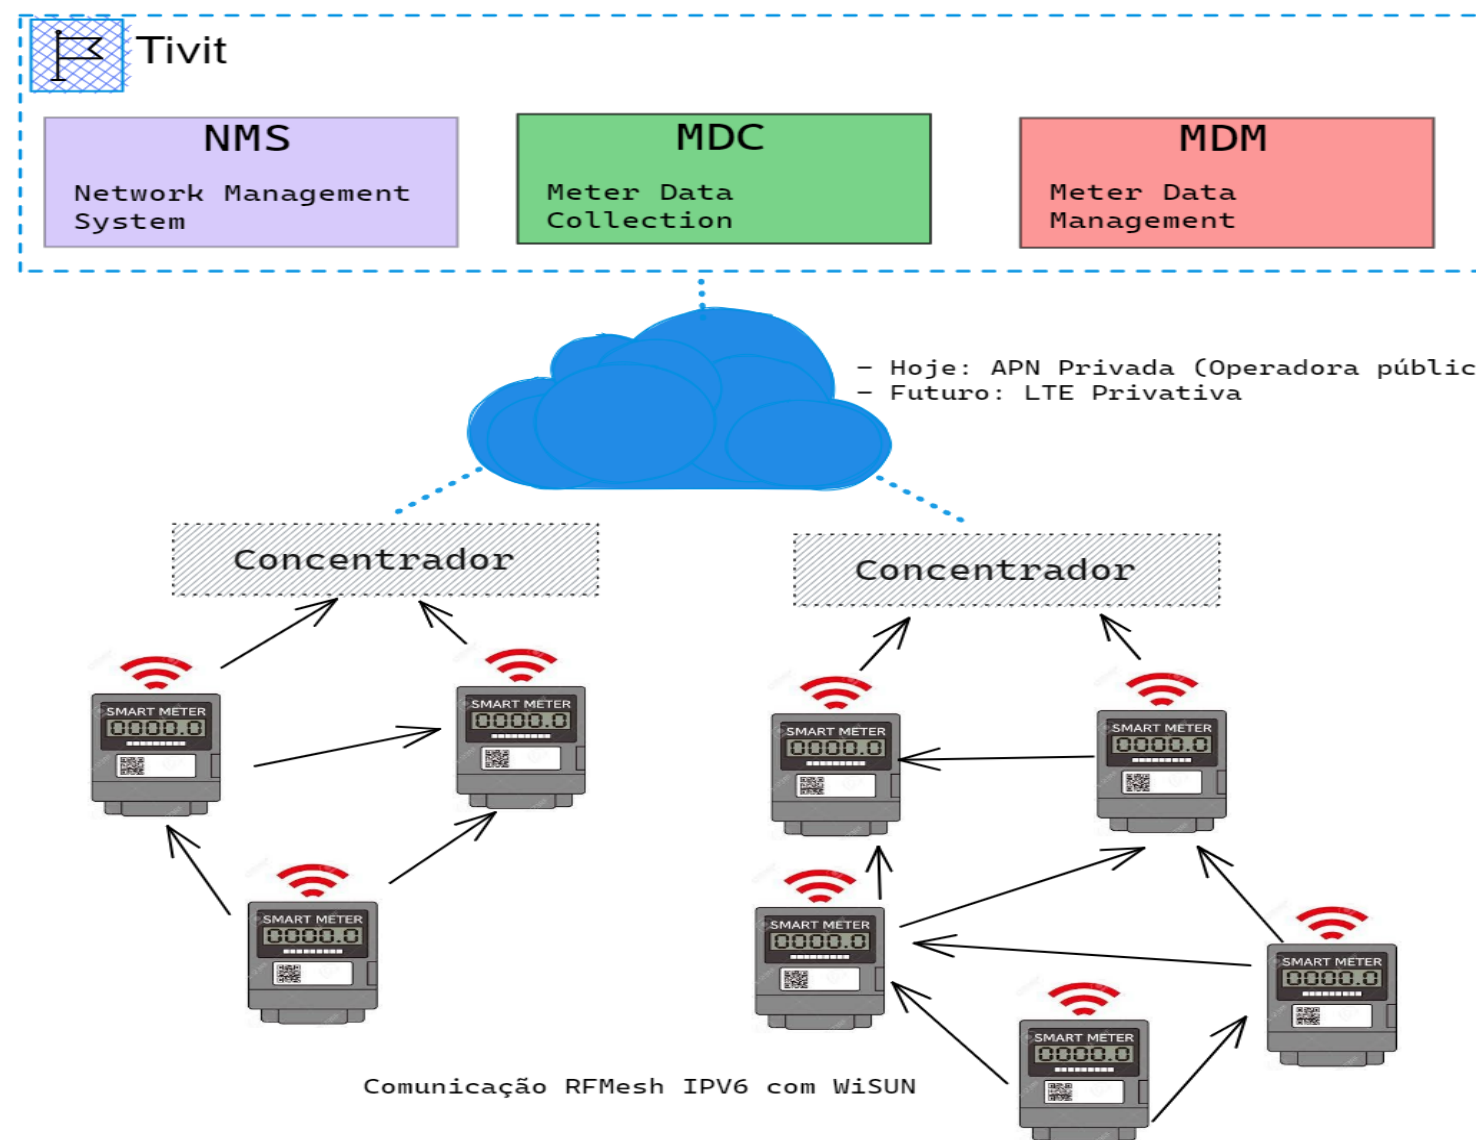 Tivit
NMS
Network Management
System
MDC
Meter Data
Collection
MDM
Meter Data
Management
- Hoje: APN Privada (Operadora públic
- Futuro: LTE Privativa
Concentrador
Concentrador
SMART METER
0000.0
SMART METER
0000.0
SMART METER
0000.0
SMART METER
0000.0
SMART METER
0000.0
SMART METER
0000.0
SMART METER
0000.0
SMART METER
0000.0
Comunicação RFMesh IPV6 com WiSUN